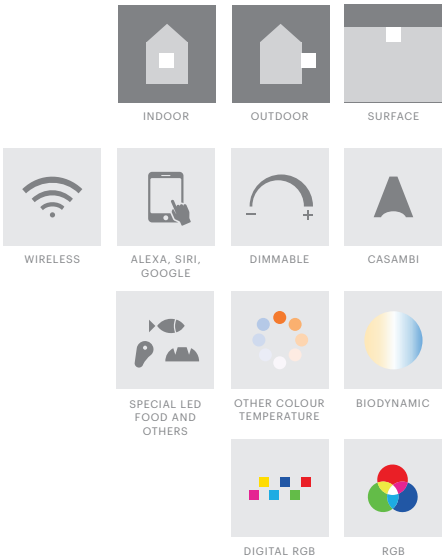 INDOOR
OUTDOOR
SURFACE
WIRELESS
ALEXA, SIRI,
GOOGLE
DIMMABLE
CASAMBI
SPECIAL LED
FOOD AND
OTHERS
OTHER COLOUR
TEMPERATURE
BIODYNAMIC
DIGITAL RGB
RGB